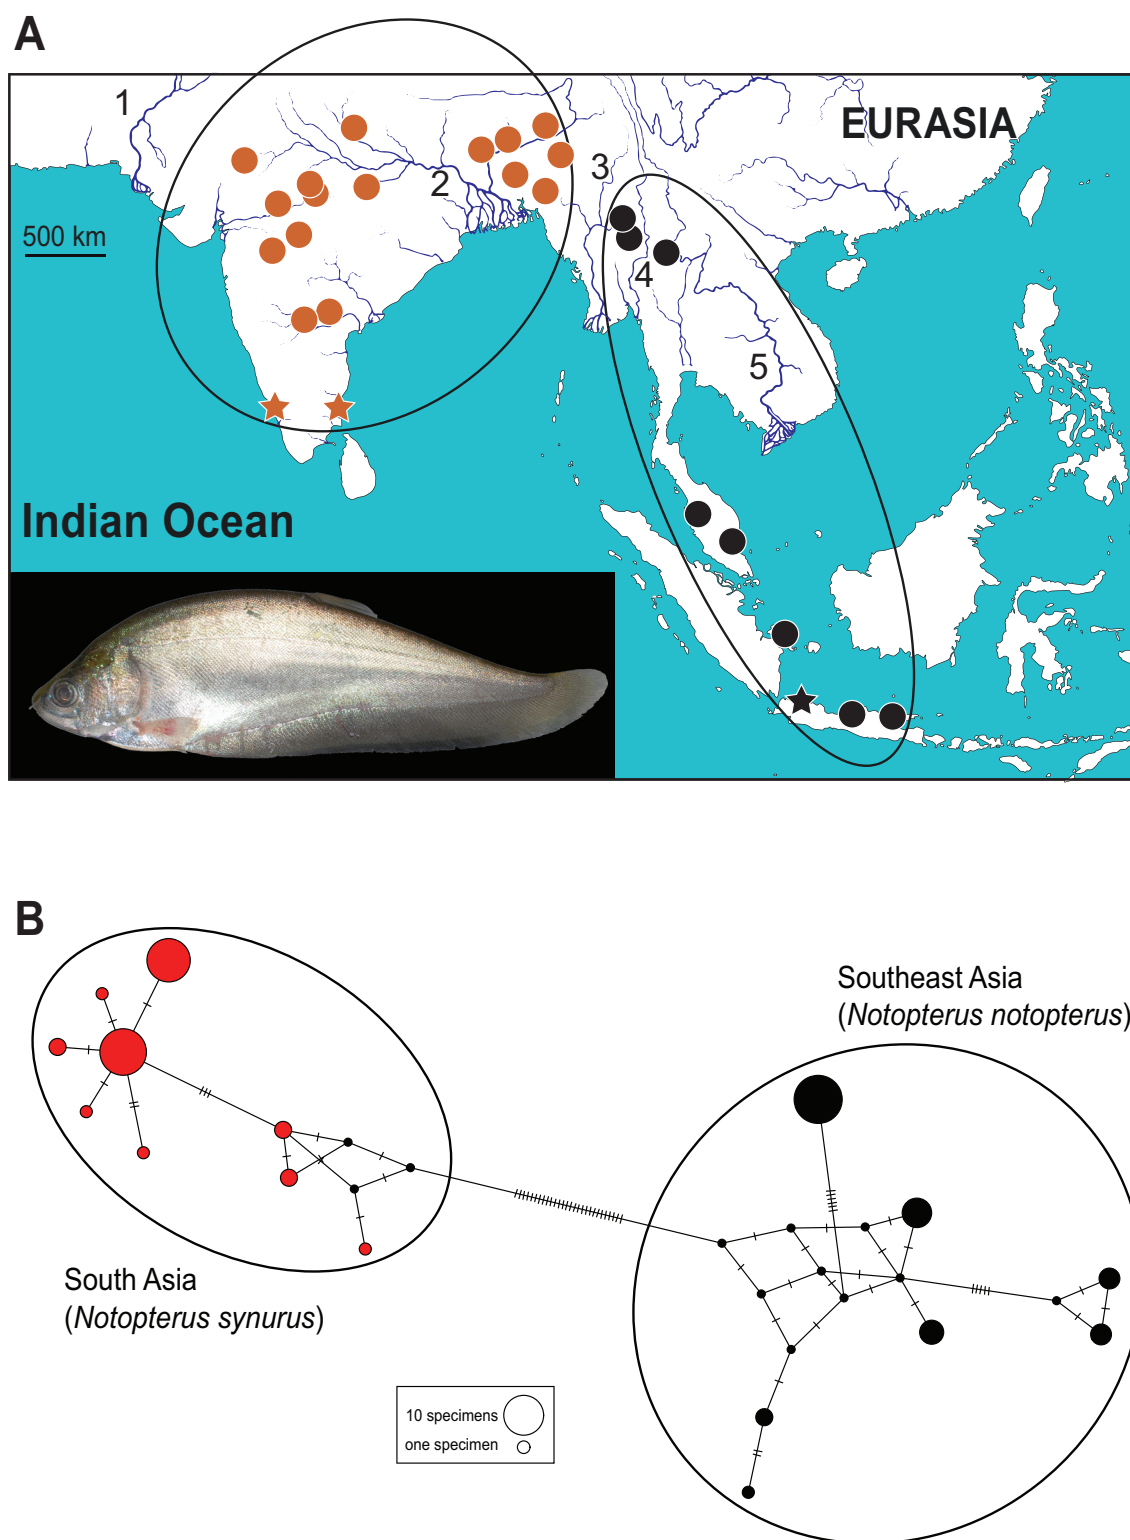 A
1
EURASIA
3
2
500 km
4
5
Indian Ocean
B
Southeast Asia
(Notopterus notopterus)
South Asia
(Notopterus synurus)
10 specimens
one specimen